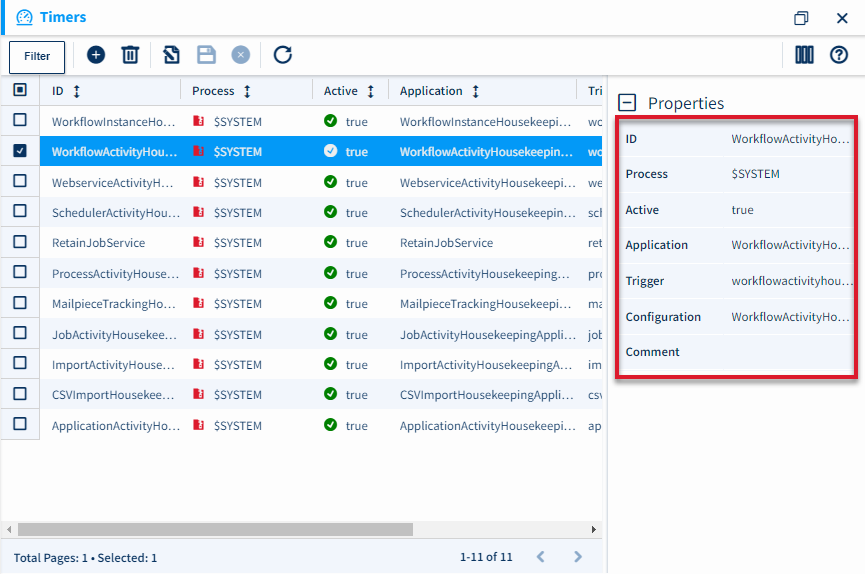 Timers
Filter
ID Process Active Application Tri
WorkflowInstanceHo... $SYSTEM true WorkflowInstanceHousekeepi... wo
WorkflowActivityHou... $SYSTEM true WorkflowActivityHousekeepin... wo
WebserviceActivityH... $SYSTEM true WebserviceActivityHousekeep... we
SchedulerActivityHou... $SYSTEM true SchedulerActivityHousekeepin... sch
RetainJobService $SYSTEM true RetainJobService ret
ProcessActivityHouse... $SYSTEM true ProcessActivityHousekeeping... pro
MailpieceTrackingHo... $SYSTEM true MailpieceTrackingHousekeepi... ma
JobActivityHousekee... $SYSTEM true JobActivityHousekeepingAppli... job
ImportActivityHouse... $SYSTEM true ImportActivityHousekeepingA... im
CSVImportHousekee... $SYSTEM true CSVImportHousekeepingAppli... csv
ApplicationActivityHo... $SYSTEM true ApplicationActivityHousekeepi... ap
Total Pages: 1 • Selected: 1 1-11 of 11
Properties
ID WorkflowActivityHo...
Process $SYSTEM
Active true
Application WorkflowActivityHo...
Trigger workflowactivityhou...
Configuration WorkflowActivityHo...
Comment